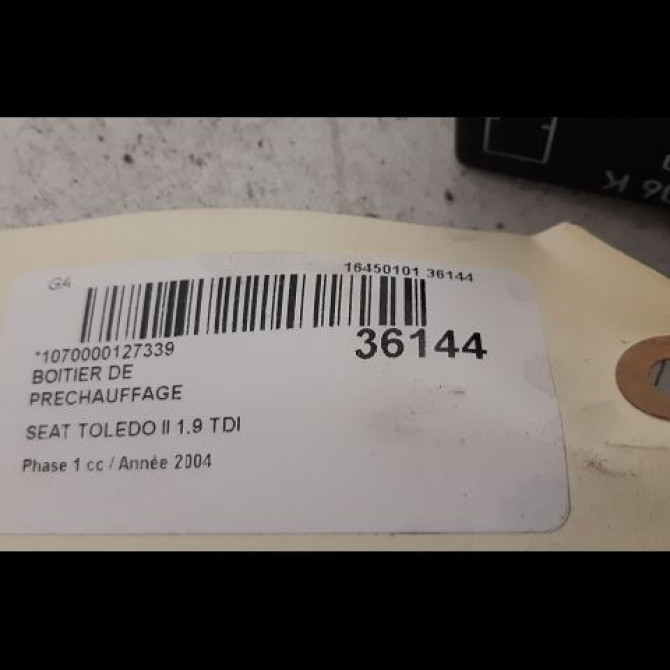 GA
16450101 36144
*1070000127339
36144
BOITIER DE
PRECHAUFFAGE
SEAT TOLEDO II 1.9 TDI
Phase 1 cc / Année 2004